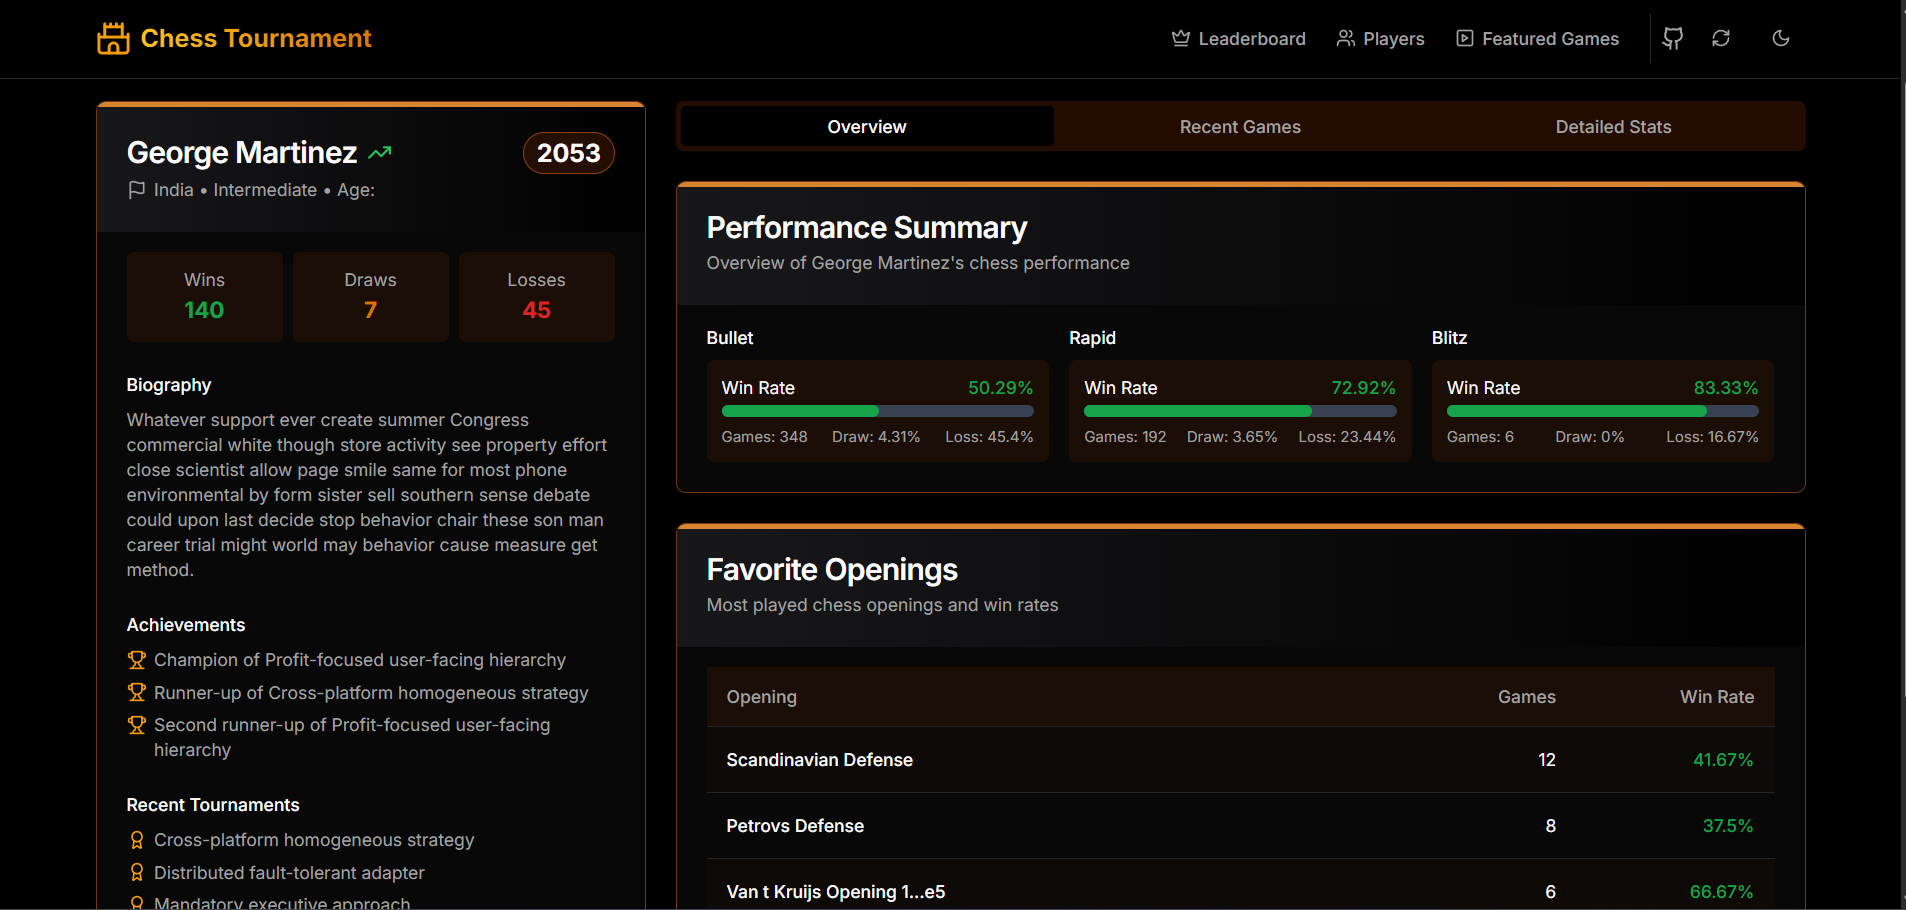 Chess Tournament
Leaderboard
Players
Featured Games
George Martinez
2053
India • Intermediate • Age:
Wins
140
Draws
7
Losses
45
Biography
Whatever support ever create summer Congress
commercial white though store activity see property effort
close scientist allow page smile same for most phone
environmental by form sister sell southern sense debate
could upon last decide stop behavior chair these son man
career trial might world may behavior cause measure get
method.
Achievements
Champion of Profit-focused user-facing hierarchy
Runner-up of Cross-platform homogeneous strategy
Second runner-up of Profit-focused user-facing
hierarchy
Recent Tournaments
Cross-platform homogeneous strategy
Distributed fault-tolerant adapter
Mandatory executive approach
Overview
Recent Games
Detailed Stats
Performance Summary
Overview of George Martinez's chess performance
Bullet
Win Rate 50.29%
Games: 348 Draw: 4.31% Loss: 45.4%
Rapid
Win Rate 72.92%
Games: 192 Draw: 3.65% Loss: 23.44%
Blitz
Win Rate 83.33%
Games: 6 Draw: 0% Loss: 16.67%
Favorite Openings
Most played chess openings and win rates
Opening Games Win Rate
Scandinavian Defense 12 41.67%
Petrovs Defense 8 37.5%
Van t Kruijs Opening 1...e5 6 66.67%